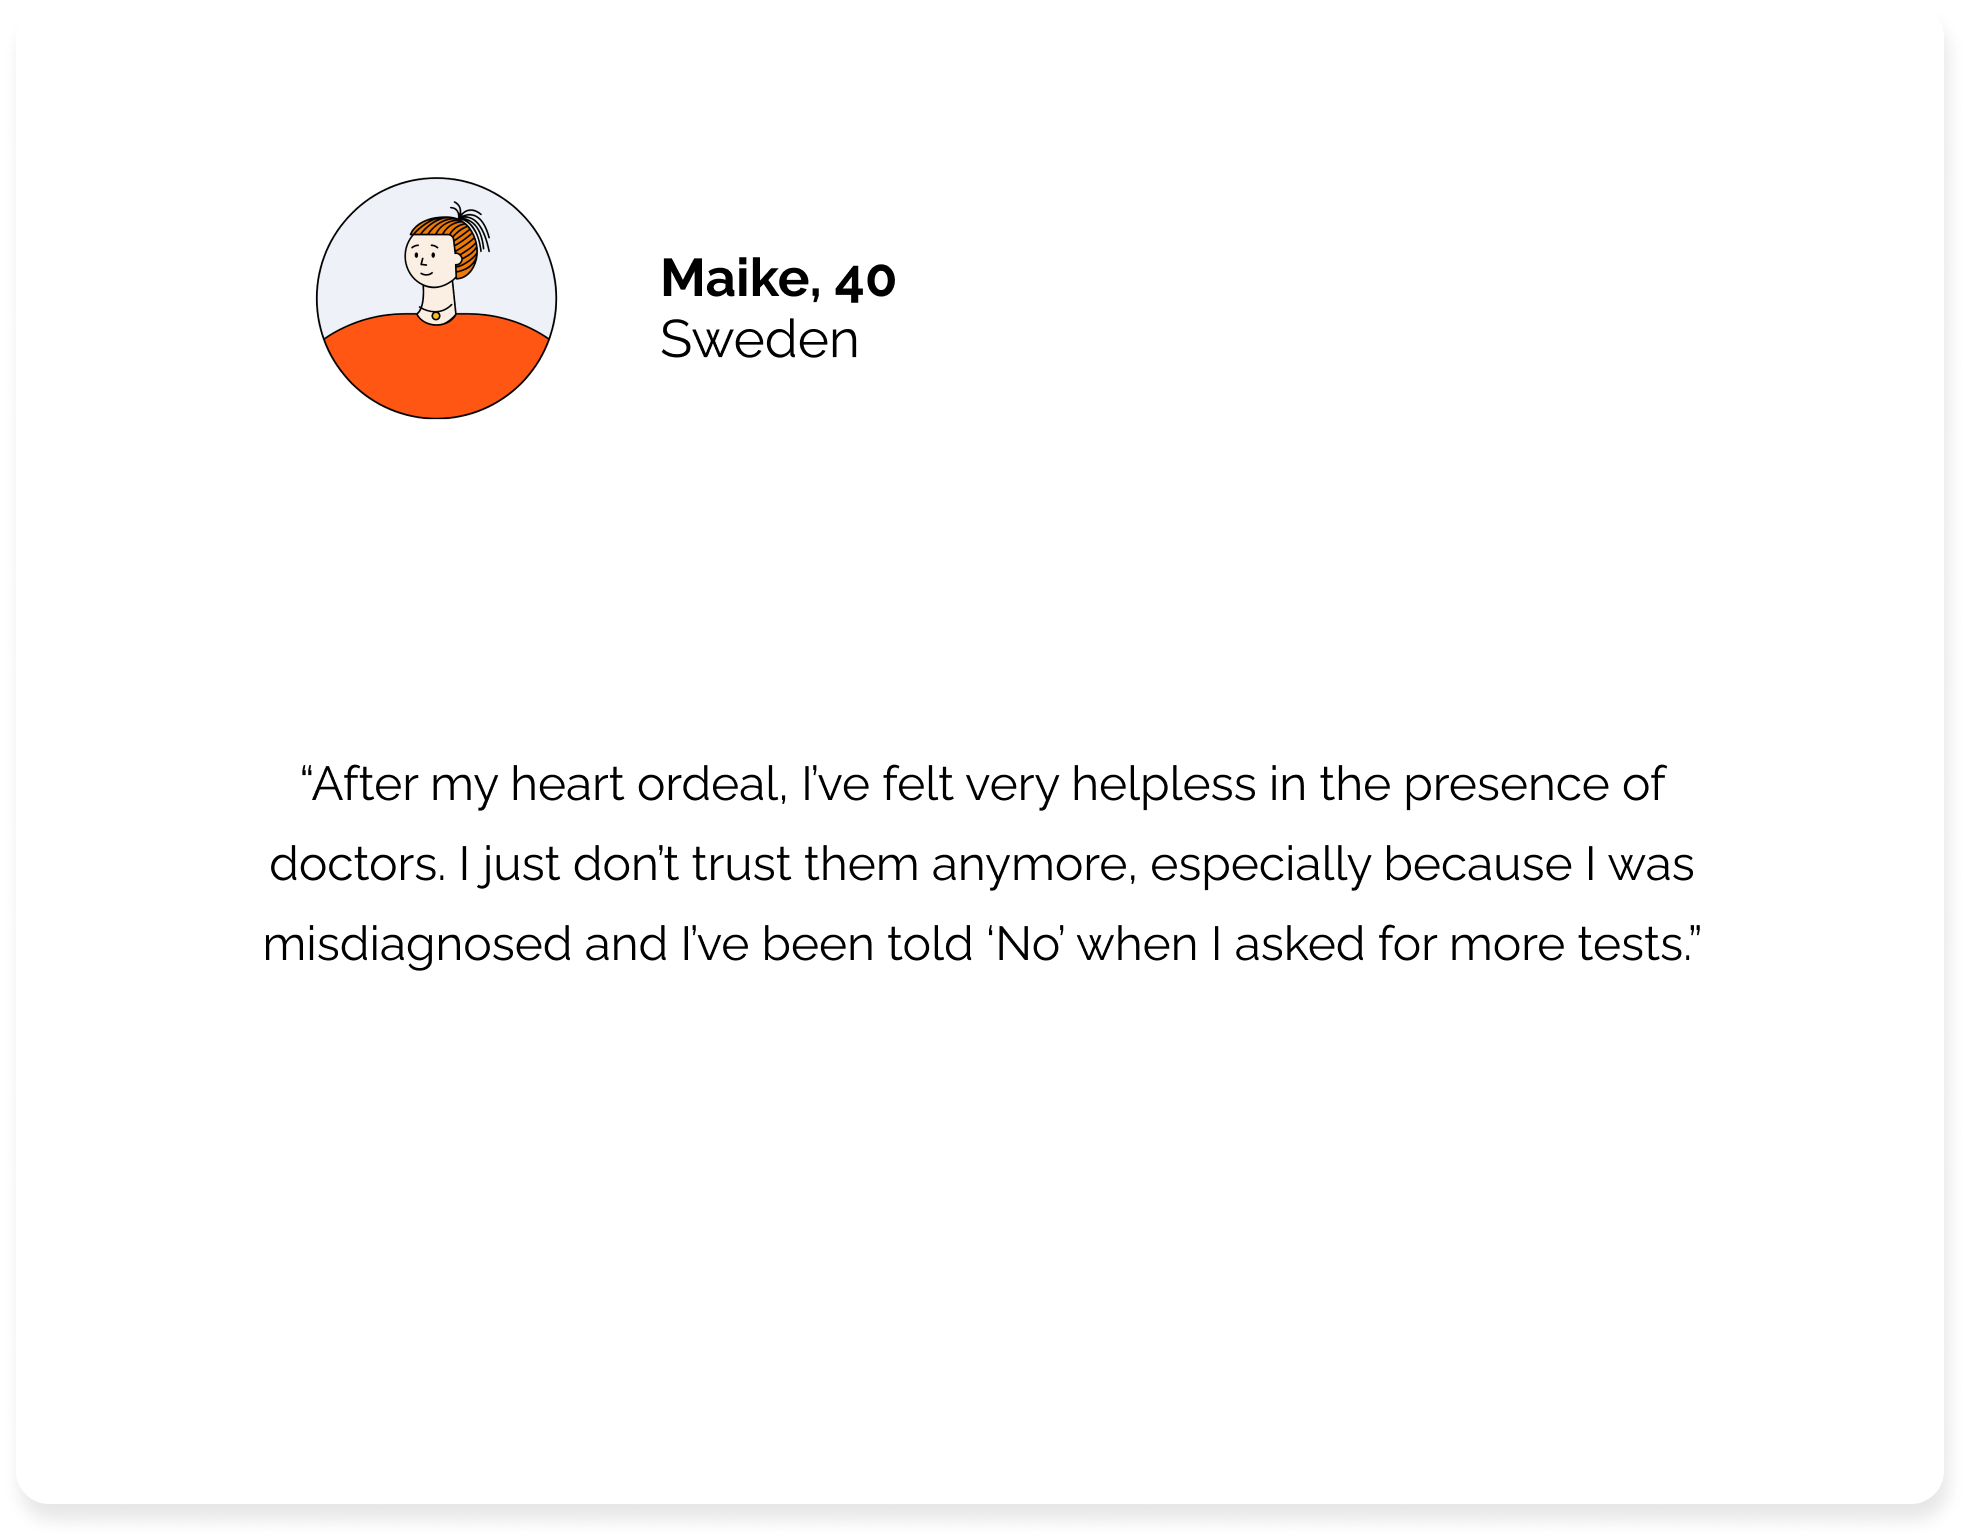 Maike, 40
Sweden
“After my heart ordeal, I’ve felt very helpless in the presence of
doctors. I just don’t trust them anymore, especially because I was
misdiagnosed and I’ve been told ‘No’ when I asked for more tests.”